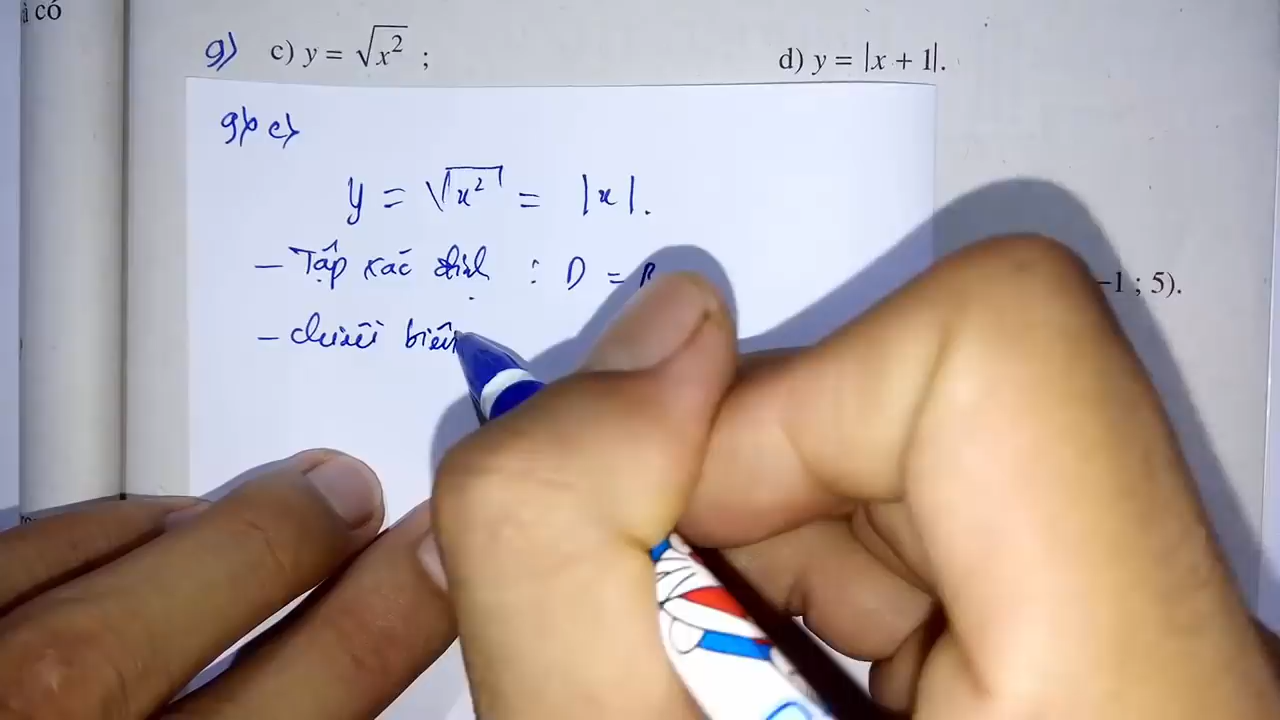 à có
g) c) y = √x² ;
d) y = |x + 1|.
g) c)
y = √x² = |x|.
– Tập xác định : D = R
–1 ; 5).
– chiều biến